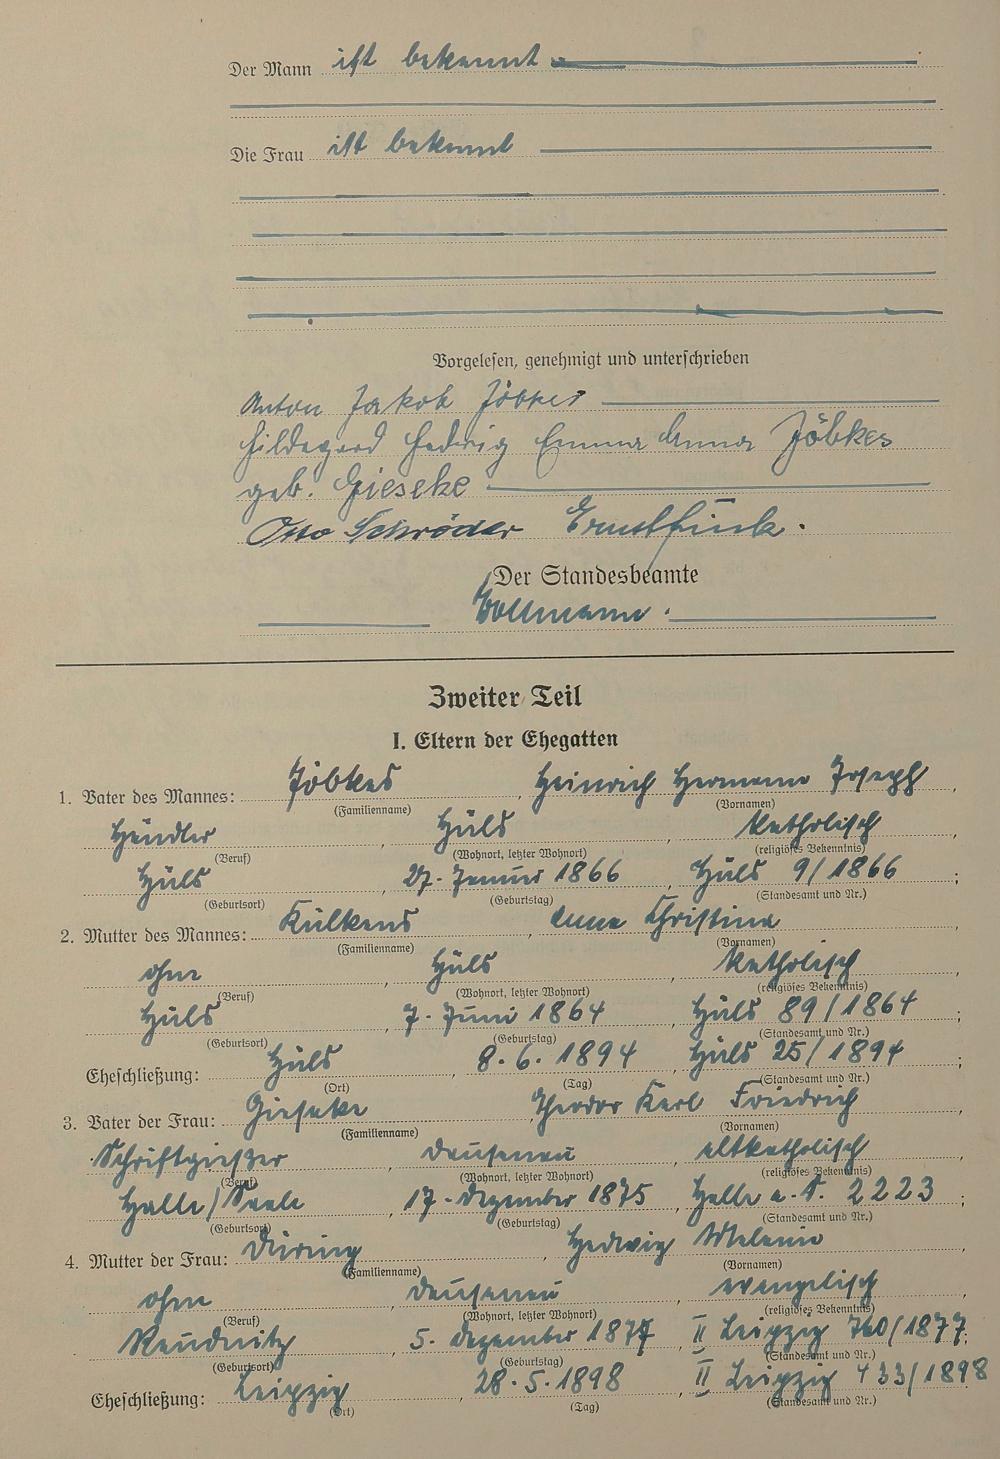 Der Mann ist bekannt
Die Frau ist bekannt
Vorgelesen, genehmigt und unterschrieben
Anton Jakob Jöbkes
Hildegard Hedwig Emma Anna Jöbkes
geb. Gieseke
Otto Schröder Ernst Finck.
Der Standesbeamte
Vollmann.
Zweiter Teil
I. Eltern der Ehegatten
1. Vater des Mannes: Jöbkes, Heinrich Hermann Joseph
(Familienname) (Vornamen)
Händler, Hüls, katholisch,
(Beruf) (Wohnort, letzter Wohnort) (religiöses Bekenntnis)
Hüls, 27. Januar 1866, Hüls 9/1866;
(Geburtsort) (Geburtstag) (Standesamt und Nr.)
2. Mutter des Mannes: Külkens, Anna Christina,
(Familienname) (Vornamen)
ohne, Hüls, katholisch,
(Beruf) (Wohnort, letzter Wohnort) (religiöses Bekenntnis)
Hüls, 7. Juni 1864, Hüls 89/1864;
(Geburtsort) (Geburtstag) (Standesamt und Nr.)
Eheschließung: Hüls, 8.6.1894, Hüls 25/1894;
(Ort) (Tag) (Standesamt und Nr.)
3. Vater der Frau: Gieseke, Theodor Karl Friedrich,
(Familienname) (Vornamen)
Schriftgießer, Dausenau, altkatholisch,
(Beruf) (Wohnort, letzter Wohnort) (religiöses Bekenntnis)
Halle/Saale, 17. Dezember 1875, Halle a. S. 2223;
(Geburtsort) (Geburtstag) (Standesamt und Nr.)
4. Mutter der Frau: Düring, Hedwig Melanie,
(Familienname) (Vornamen)
ohne, Dausenau, evangelisch,
(Beruf) (Wohnort, letzter Wohnort) (religiöses Bekenntnis)
Reudnitz, 5. Dezember 1877, II Leipzig 760/1877;
(Geburtsort) (Geburtstag) (Standesamt und Nr.)
Eheschließung: Leipzig, 28.5.1898, II Leipzig 433/1898
(Ort) (Tag) (Standesamt und Nr.)